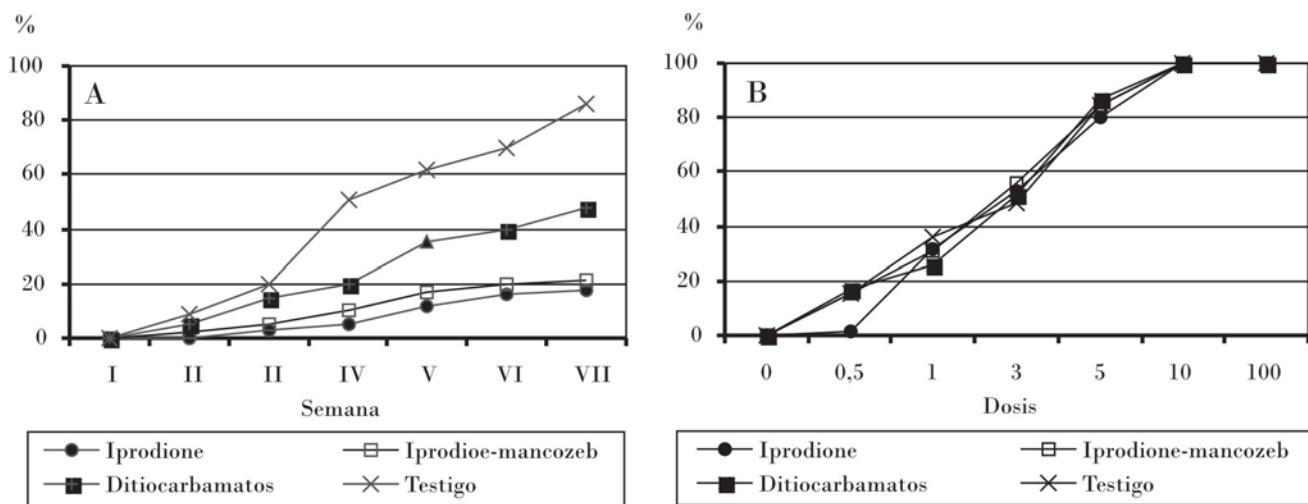 %
100
A
80
60
40
20
0
I II II IV V VI VII
Semana
Iprodione Iprodioe-mancozeb
Ditiocarbamatos Testigo
%
100
B
80
60
40
20
0
0 0,5 1 3 5 10 100
Dosis
Iprodione Iprodione-mancozeb
Ditiocarbamatos Testigo